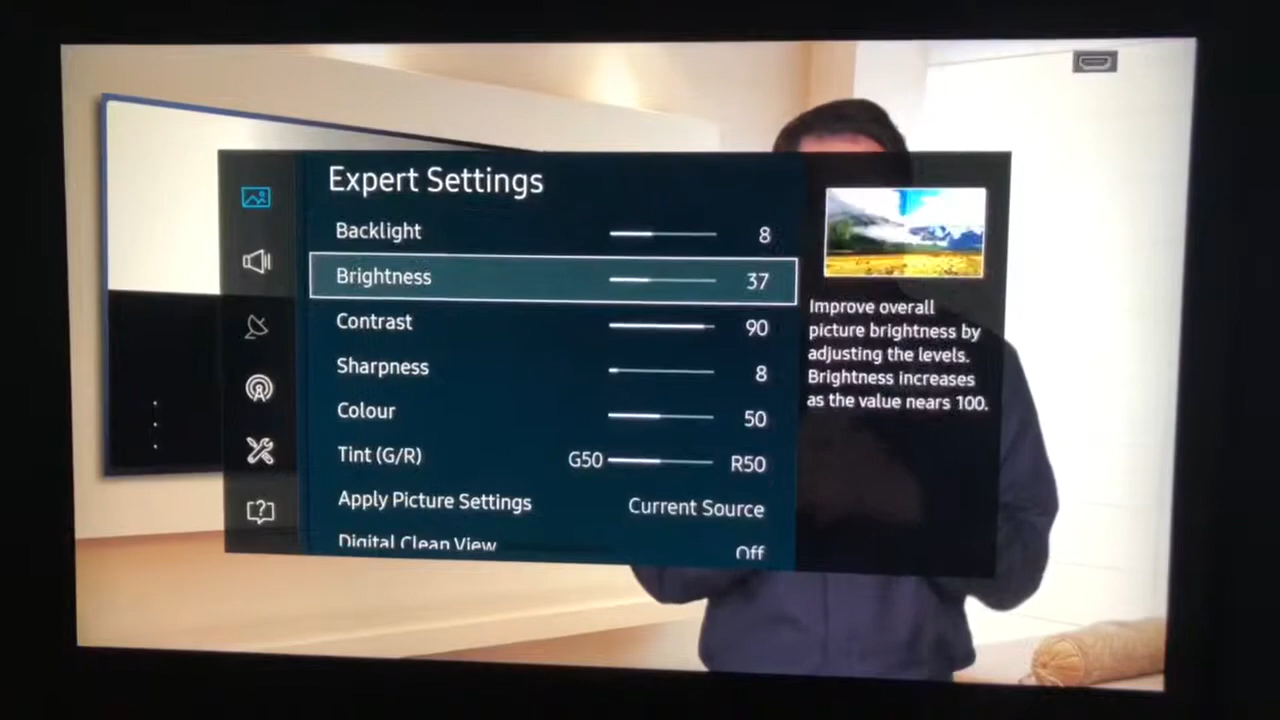 Expert Settings
Backlight 8
Brightness 37
Contrast 90
Sharpness 8
Colour 50
Tint (G/R) G50 R50
Apply Picture Settings Current Source
Digital Clean View Off
Improve overall
picture brightness by
adjusting the levels.
Brightness increases
as the value nears 100.